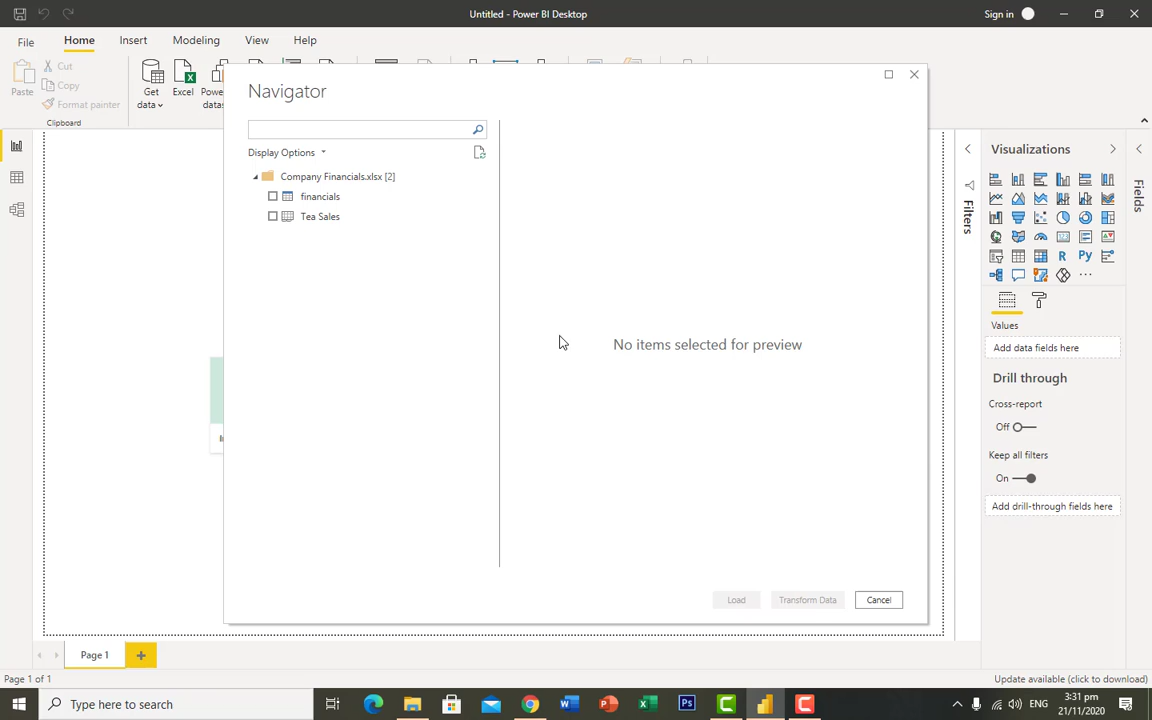 Untitled - Power BI Desktop
Sign in
File
Home
Insert
Modeling
View
Help
Paste
Cut
Copy
Format painter
Clipboard
Get data
Excel
Navigator
Display Options
Company Financials.xlsx [2]
financials
Tea Sales
No items selected for preview
Load
Transform Data
Cancel
Filters
Visualizations
Fields
R
Py
Values
Add data fields here
Drill through
Cross-report
Off
Keep all filters
On
Add drill-through fields here
Page 1
Page 1 of 1
Update available (click to download)
Type here to search
Ps
ENG
3:31 pm
21/11/2020